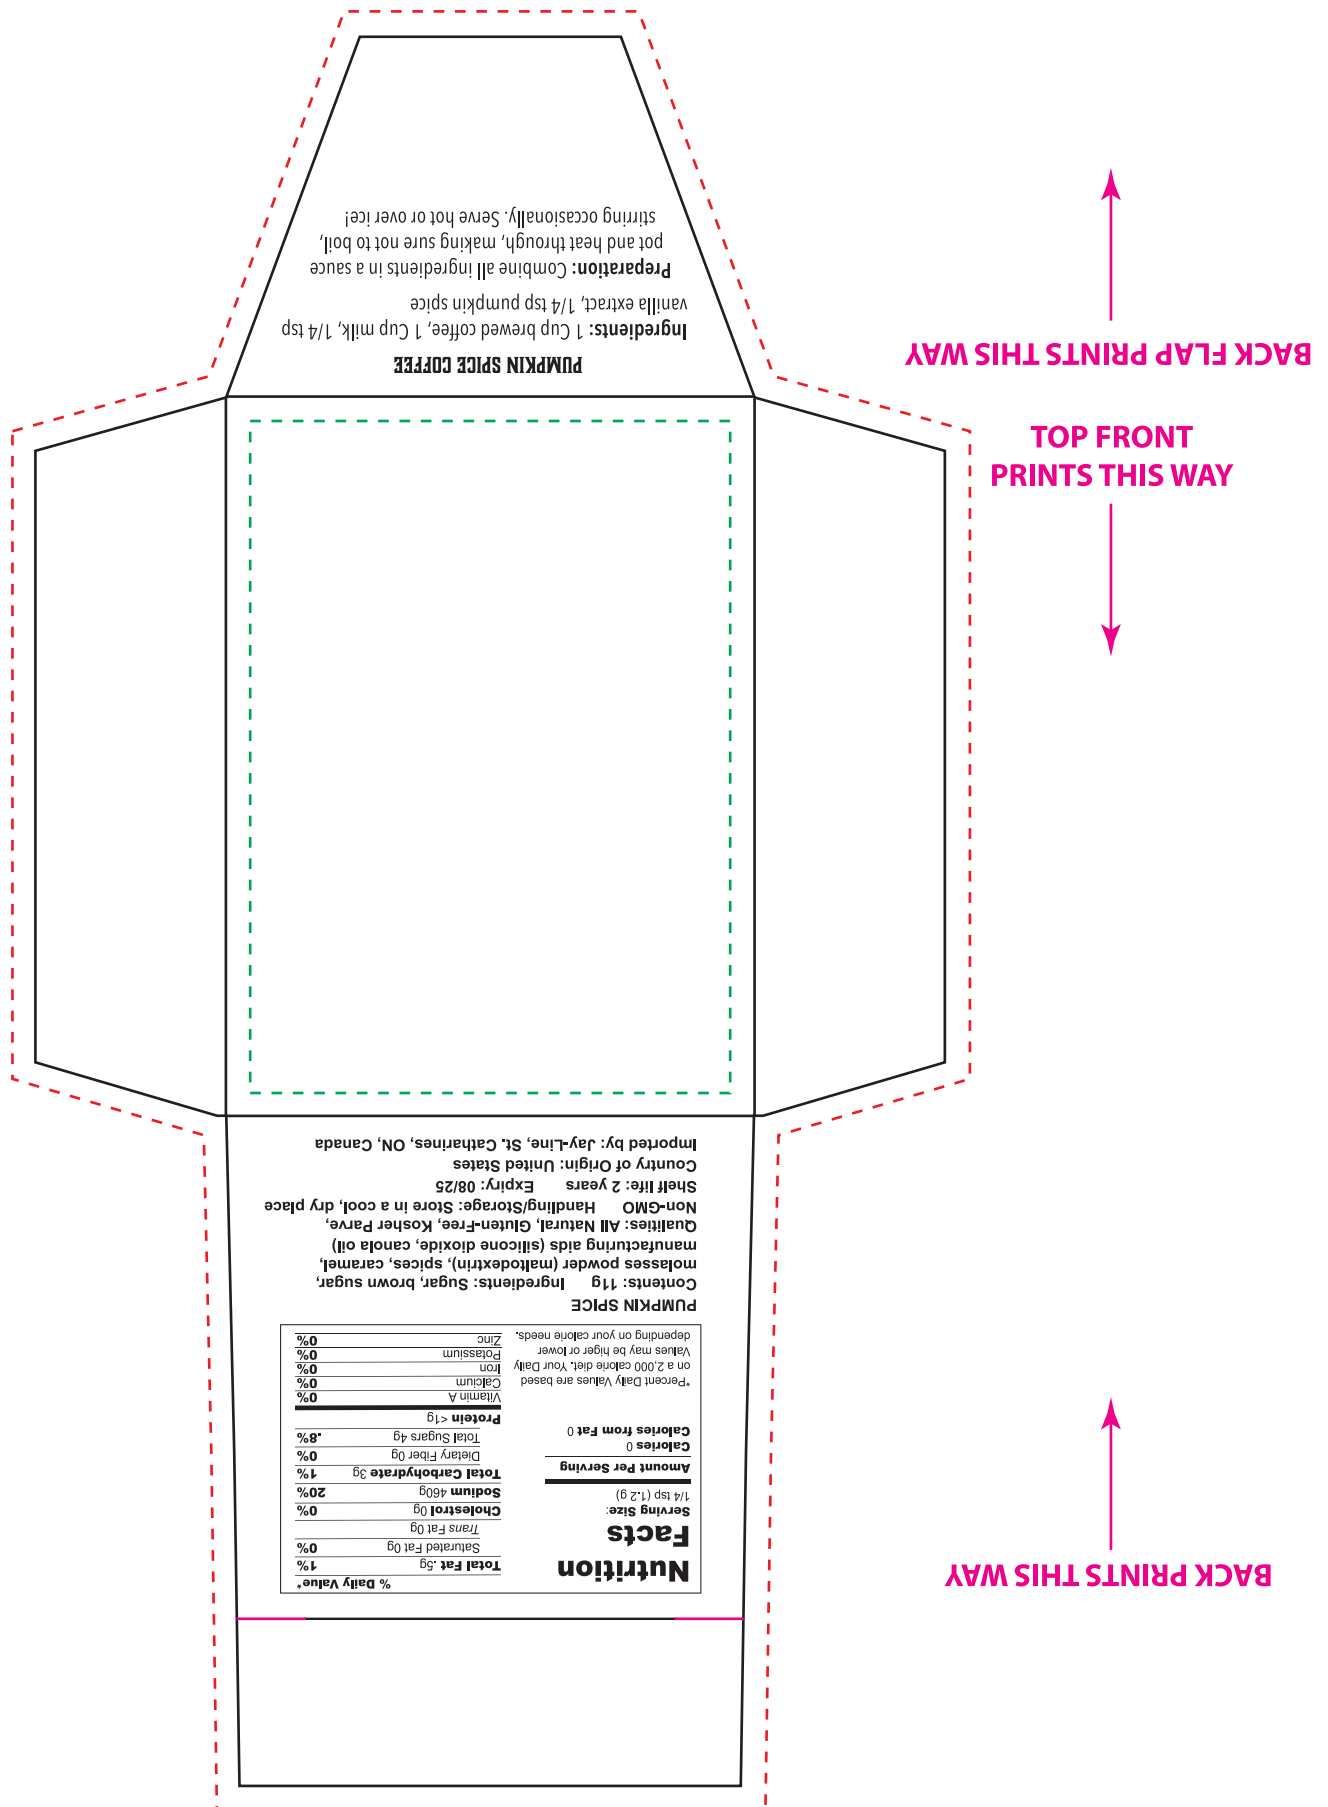 PUMPKIN SPICE COFFEE
Ingredients: 1 Cup brewed coffee, 1 Cup milk, 1/4 tsp
vanilla extract, 1/4 tsp pumpkin spice
Preparation: Combine all ingredients in a sauce
pot and heat through, making sure not to boil,
stirring occasionally. Serve hot or over ice!
BACK FLAP PRINTS THIS WAY
TOP FRONT
PRINTS THIS WAY
Nutrition
Facts
Serving Size:
1/4 tsp (1.2 g)
Amount Per Serving
Calories 0
Calories from Fat 0
*Percent Daily Values are based
on a 2,000 calorie diet. Your Daily
Values may be higer or lower
depending on your calorie needs.
% Daily Value*
Total Fat .5g 1%
Saturated Fat 0g 0%
Trans Fat 0g
Cholestrol 0g 0%
Sodium 460g 20%
Total Carbohydrate 3g 1%
Dietary Fiber 0g 0%
Total Sugars 4g .8%
Protein <1g
Vitamin A 0%
Calcium 0%
Iron 0%
Potassium 0%
Zinc 0%
PUMPKIN SPICE
Contents: 11g Ingredients: Sugar, brown sugar,
molasses powder (maltodextrin), spices, caramel,
manufacturing aids (silicone dioxide, canola oil)
Qualities: All Natural, Gluten-Free, Kosher Parve,
Non-GMO Handling/Storage: Store in a cool, dry place
Shelf life: 2 years Expiry: 08/25
Country of Origin: United States
Imported by: Jay-Line, St. Catharines, ON, Canada
BACK PRINTS THIS WAY